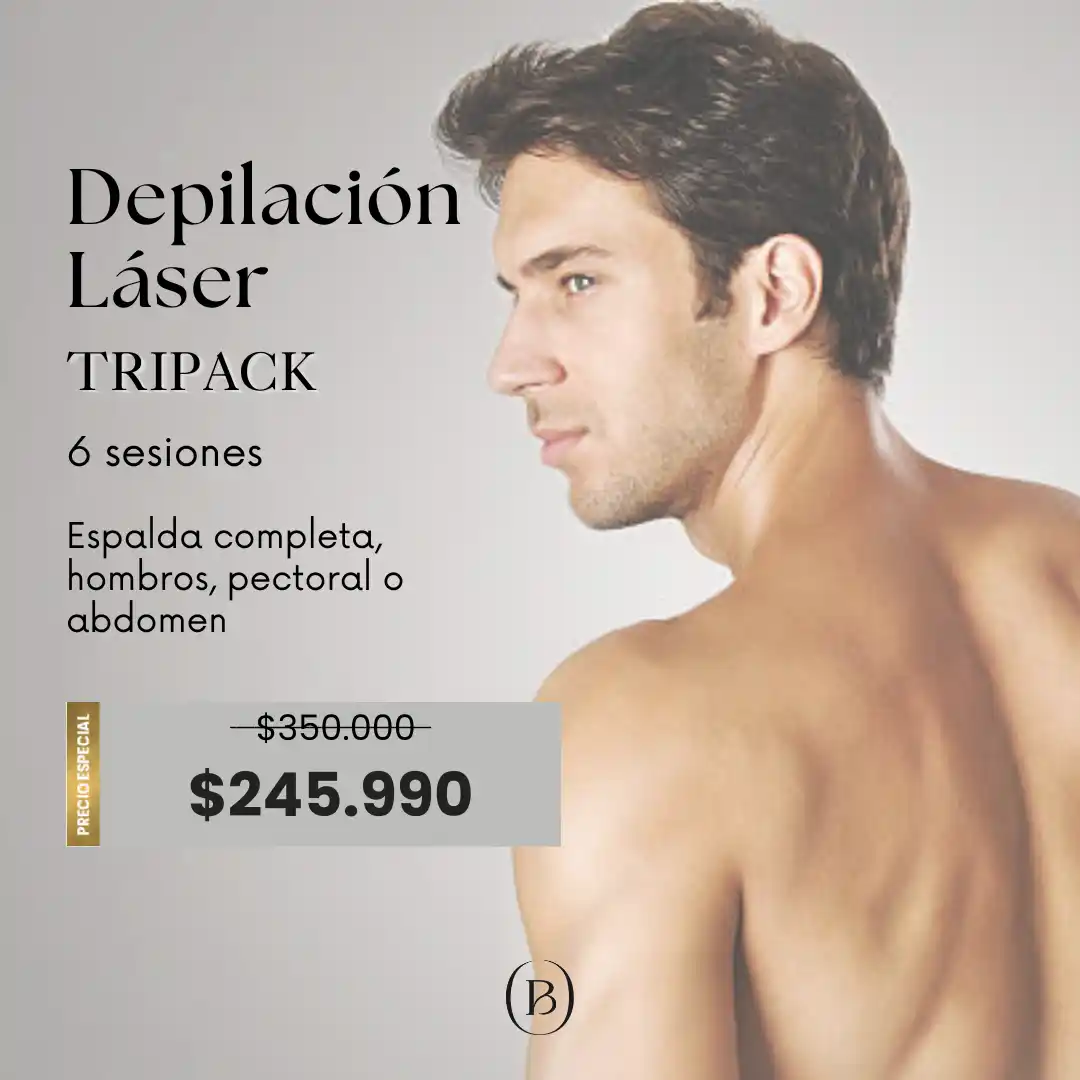 Depilación
Láser
TRIPACK
6 sesiones
Espalda completa,
hombros, pectoral o
abdomen
PRECIO ESPECIAL
$350.000
$245.990
B